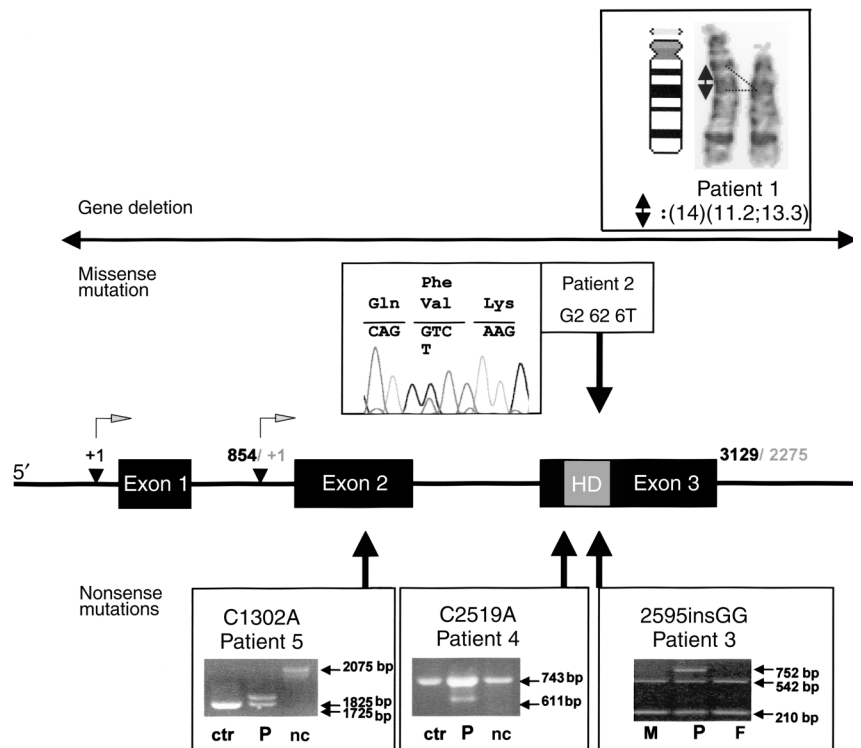 Patient 1
:(14)(11.2;13.3)
Gene deletion
Missense
mutation
Phe
Gln Val Lys
CAG GTC AAG
T
Patient 2
G2 62 6T
5′
+1
854/ +1
3129/ 2275
Exon 1
Exon 2
HD
Exon 3
Nonsense
mutations
C1302A
Patient 5
2075 bp
1825 bp
1725 bp
ctr P nc
C2519A
Patient 4
743 bp
611 bp
ctr P nc
2595insGG
Patient 3
752 bp
542 bp
210 bp
M P F